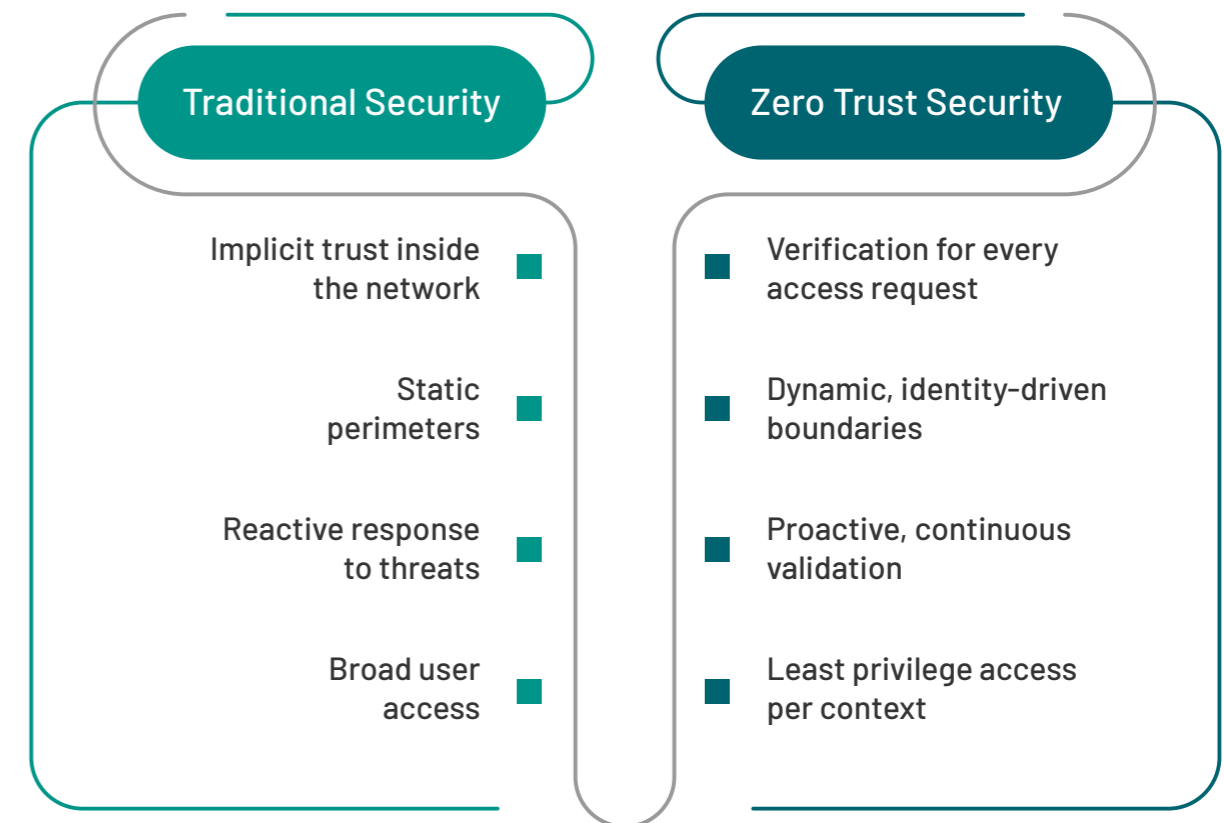 Traditional Security
Implicit trust inside
the network
Static
perimeters
Reactive response
to threats
Broad user
access
Zero Trust Security
Verification for every
access request
Dynamic, identity-driven
boundaries
Proactive, continuous
validation
Least privilege access
per context